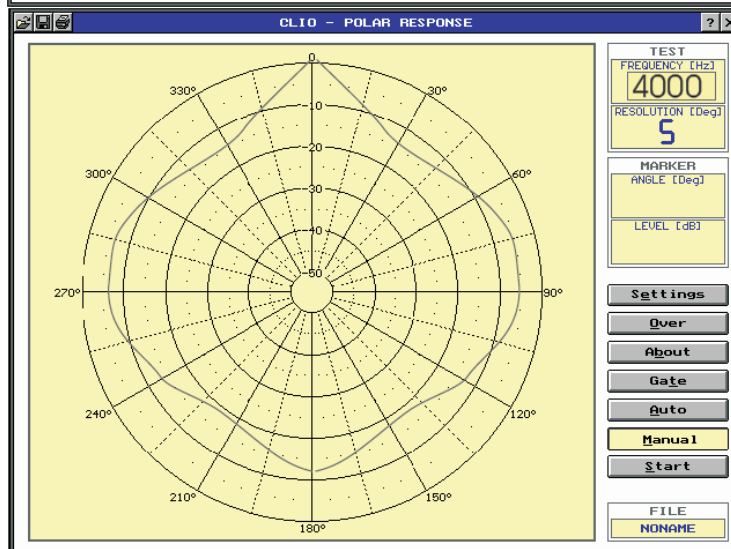 CLIO - POLAR RESPONSE
?
0
-10
-20
-30
-40
-50
330°
30°
300°
60°
270°
90°
240°
120°
210°
150°
180°
TEST
FREQUENCY [Hz]
4000
RESOLUTION [Deg]
5
MARKER
ANGLE [Deg]
LEVEL [dB]
Settings
Over
About
Gate
Auto
Manual
Start
FILE
NONAME